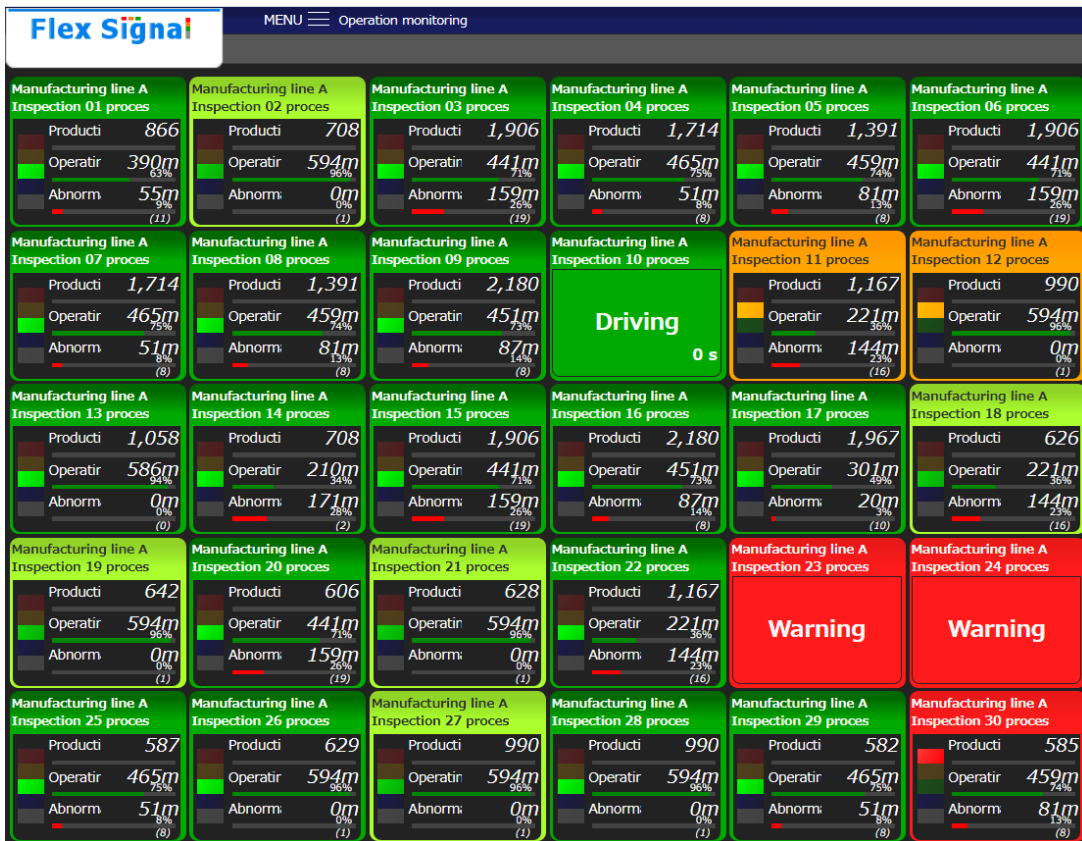 Flex Signal
MENU Operation monitoring
Manufacturing line A
Inspection 01 proces
Producti 866
Operatir 390m
63%
Abnorm: 55m
9%
(11)
Manufacturing line A
Inspection 02 proces
Producti 708
Operatir 594m
96%
Abnorm: 0m
0%
(1)
Manufacturing line A
Inspection 03 proces
Producti 1,906
Operatir 441m
71%
Abnorm: 159m
26%
(19)
Manufacturing line A
Inspection 04 proces
Producti 1,714
Operatir 465m
75%
Abnorm: 51m
8%
(8)
Manufacturing line A
Inspection 05 proces
Producti 1,391
Operatir 459m
74%
Abnorm: 81m
13%
(8)
Manufacturing line A
Inspection 06 proces
Producti 1,906
Operatir 441m
71%
Abnorm: 159m
26%
(19)
Manufacturing line A
Inspection 07 proces
Producti 1,714
Operatir 465m
75%
Abnorm: 51m
8%
(8)
Manufacturing line A
Inspection 08 proces
Producti 1,391
Operatir 459m
74%
Abnorm: 81m
13%
(8)
Manufacturing line A
Inspection 09 proces
Producti 2,180
Operatir 451m
73%
Abnorm: 87m
14%
(8)
Manufacturing line A
Inspection 10 proces
Driving
0 s
Manufacturing line A
Inspection 11 proces
Producti 1,167
Operatir 221m
36%
Abnorm: 144m
23%
(16)
Manufacturing line A
Inspection 12 proces
Producti 990
Operatir 594m
96%
Abnorm: 0m
0%
(1)
Manufacturing line A
Inspection 13 proces
Producti 1,058
Operatir 586m
94%
Abnorm: 0m
0%
(0)
Manufacturing line A
Inspection 14 proces
Producti 708
Operatir 210m
34%
Abnorm: 171m
28%
(2)
Manufacturing line A
Inspection 15 proces
Producti 1,906
Operatir 441m
71%
Abnorm: 159m
26%
(19)
Manufacturing line A
Inspection 16 proces
Producti 2,180
Operatir 451m
73%
Abnorm: 87m
14%
(8)
Manufacturing line A
Inspection 17 proces
Producti 1,967
Operatir 301m
49%
Abnorm: 20m
3%
(10)
Manufacturing line A
Inspection 18 proces
Producti 626
Operatir 221m
36%
Abnorm: 144m
23%
(16)
Manufacturing line A
Inspection 19 proces
Producti 642
Operatir 594m
96%
Abnorm: 0m
0%
(1)
Manufacturing line A
Inspection 20 proces
Producti 606
Operatir 441m
71%
Abnorm: 159m
26%
(19)
Manufacturing line A
Inspection 21 proces
Producti 628
Operatir 594m
96%
Abnorm: 0m
0%
(1)
Manufacturing line A
Inspection 22 proces
Producti 1,167
Operatir 221m
36%
Abnorm: 144m
23%
(16)
Manufacturing line A
Inspection 23 proces
Warning
Manufacturing line A
Inspection 24 proces
Warning
Manufacturing line A
Inspection 25 proces
Producti 587
Operatir 465m
75%
Abnorm: 51m
8%
(8)
Manufacturing line A
Inspection 26 proces
Producti 629
Operatir 594m
96%
Abnorm: 0m
0%
(1)
Manufacturing line A
Inspection 27 proces
Producti 990
Operatir 594m
96%
Abnorm: 0m
0%
(1)
Manufacturing line A
Inspection 28 proces
Producti 990
Operatir 594m
96%
Abnorm: 0m
0%
(1)
Manufacturing line A
Inspection 29 proces
Producti 582
Operatir 465m
75%
Abnorm: 51m
8%
(8)
Manufacturing line A
Inspection 30 proces
Producti 585
Operatir 459m
74%
Abnorm: 81m
13%
(8)